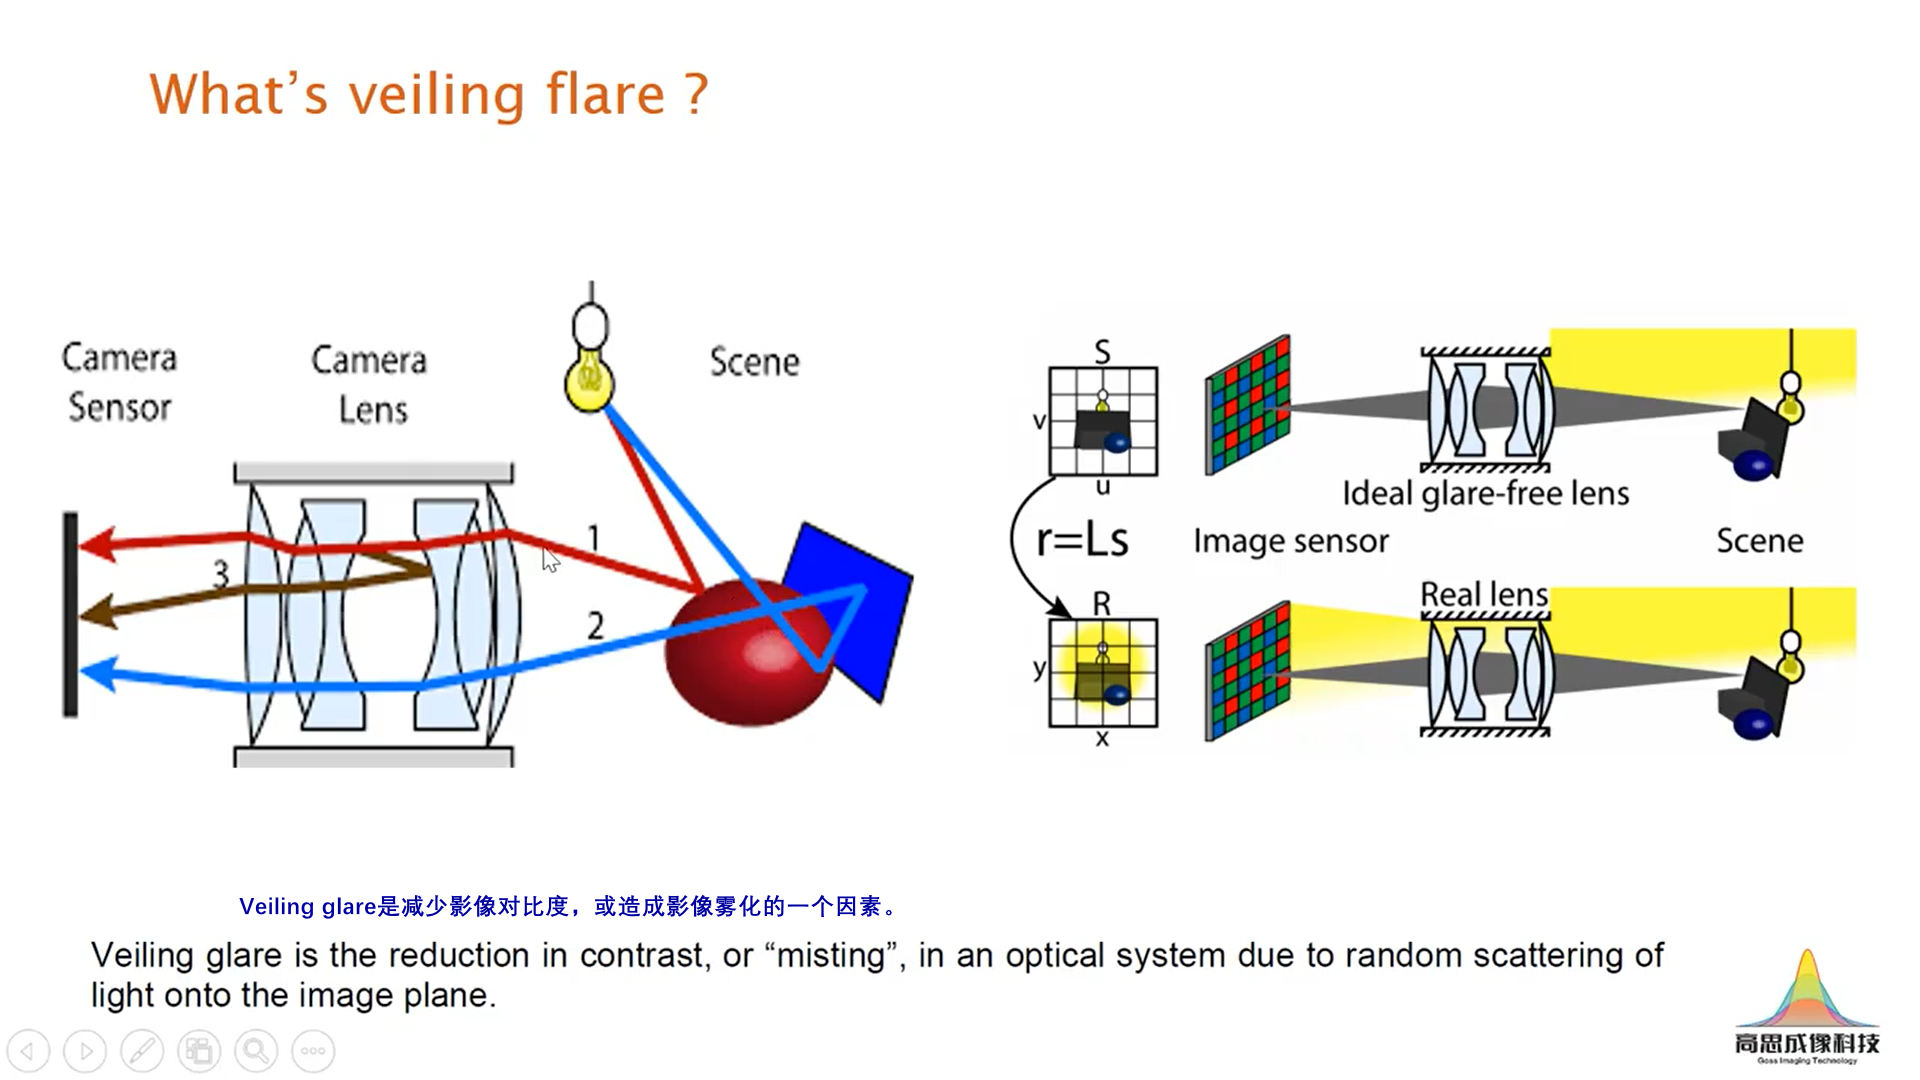 What's veiling flare ?
Camera
Sensor
Camera
Lens
Scene
1
2
3
S
v
u
r=Ls
R
y
x
Ideal glare-free lens
Image sensor
Scene
Real lens
Veiling glare是减少影像对比度，或造成影像雾化的一个因素。
Veiling glare is the reduction in contrast, or “misting”, in an optical system due to random scattering of
light onto the image plane.
高思成像科技
Goss Imaging Technology